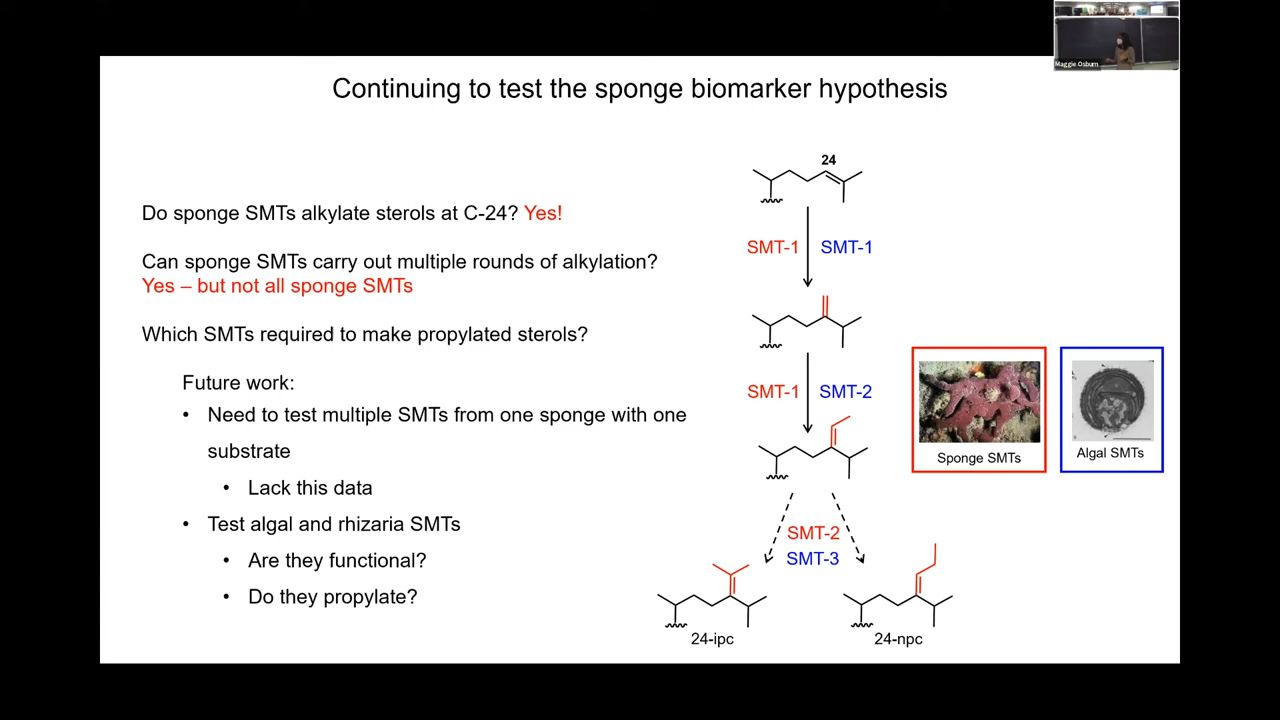 Maggie Osburn
Continuing to test the sponge biomarker hypothesis
Do sponge SMTs alkylate sterols at C-24? Yes!
Can sponge SMTs carry out multiple rounds of alkylation?
Yes – but not all sponge SMTs
Which SMTs required to make propylated sterols?
Future work:
• Need to test multiple SMTs from one sponge with one
substrate
• Lack this data
• Test algal and rhizaria SMTs
• Are they functional?
• Do they propylate?
24
SMT-1 SMT-1
SMT-1 SMT-2
SMT-2
SMT-3
24-ipc
24-npc
Sponge SMTs
Algal SMTs